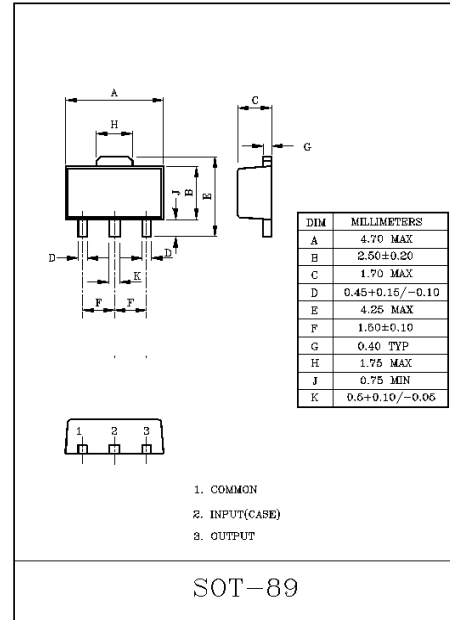 A
H
C
G
J
B
E
D
D
K
F
F
DIM MILLIMETERS
A 4.70 MAX
B 2.50±0.20
C 1.70 MAX
D 0.45+0.15/−0.10
E 4.25 MAX
F 1.50±0.10
G 0.40 TYP
H 1.75 MAX
J 0.75 MIN
K 0.5+0.10/−0.05
1 2 3
1. COMMON
2. INPUT(CASE)
3. OUTPUT
SOT−89